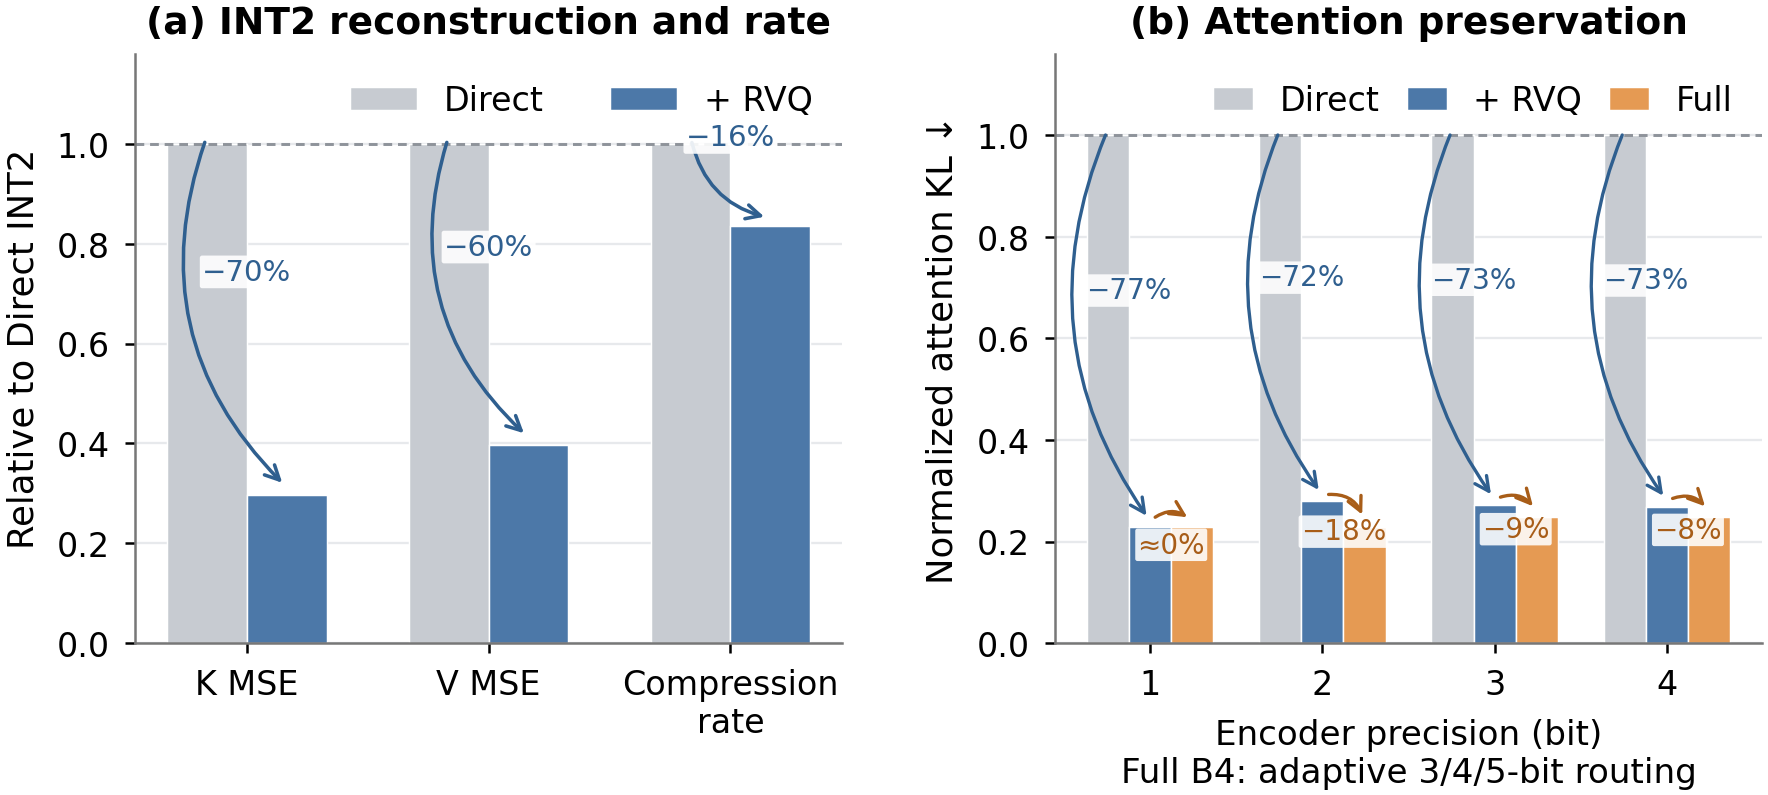 (a) INT2 reconstruction and rate
Direct
+ RVQ
Relative to Direct INT2
1.0
0.8
0.6
0.4
0.2
0.0
−70%
−60%
−16%
K MSE
V MSE
Compression
rate
(b) Attention preservation
Direct
+ RVQ
Full
Normalized attention KL ↓
1.0
0.8
0.6
0.4
0.2
0.0
−77%
−72%
−73%
−73%
≈0%
−18%
−9%
−8%
1
2
3
4
Encoder precision (bit)
Full B4: adaptive 3/4/5-bit routing